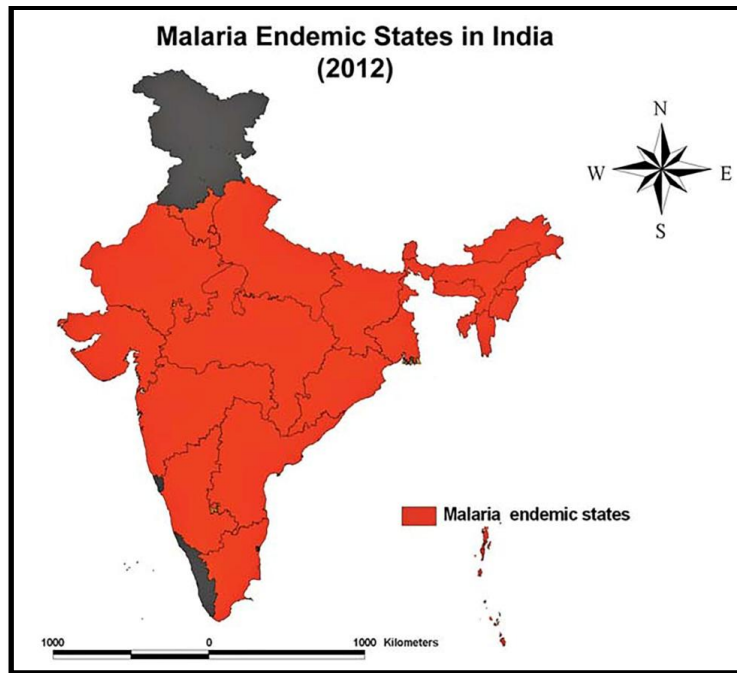 Malaria Endemic States in India
(2012)
N
W
E
S
Malaria endemic states
1000
0
1000
Kilometers